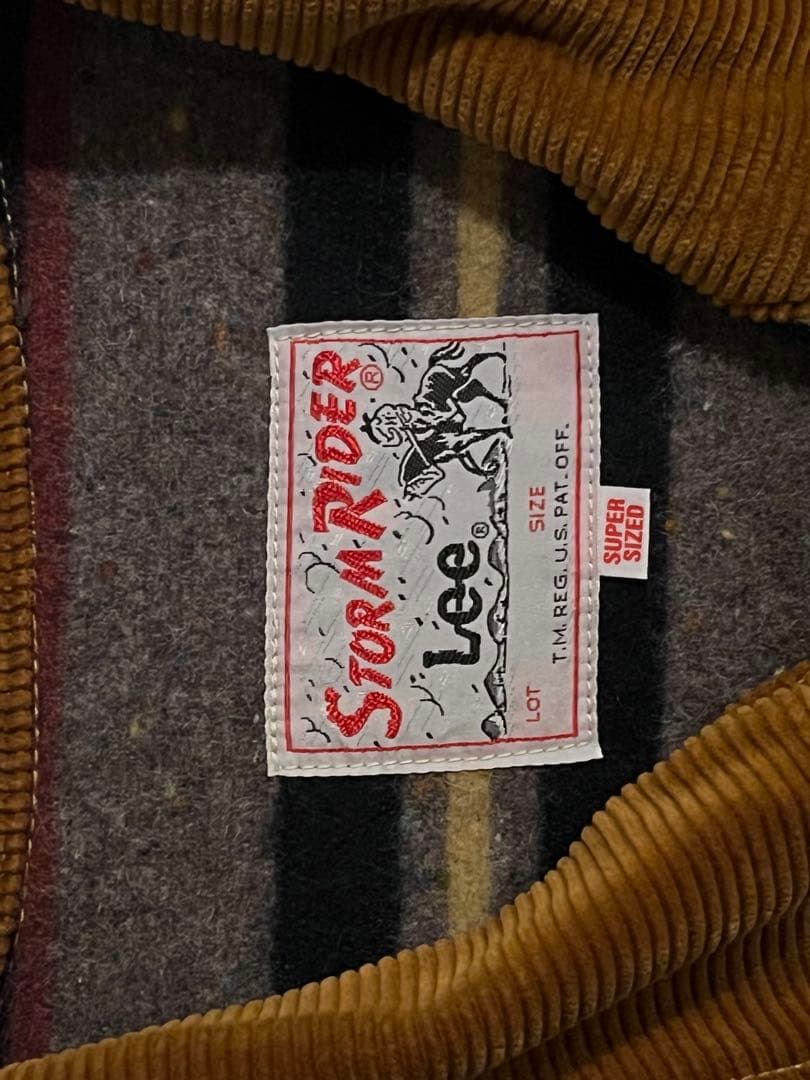 STORM RIDER®
Lee®
LOT SIZE
T.M. REG. U.S. PAT. OFF.
SUPER
SIZED